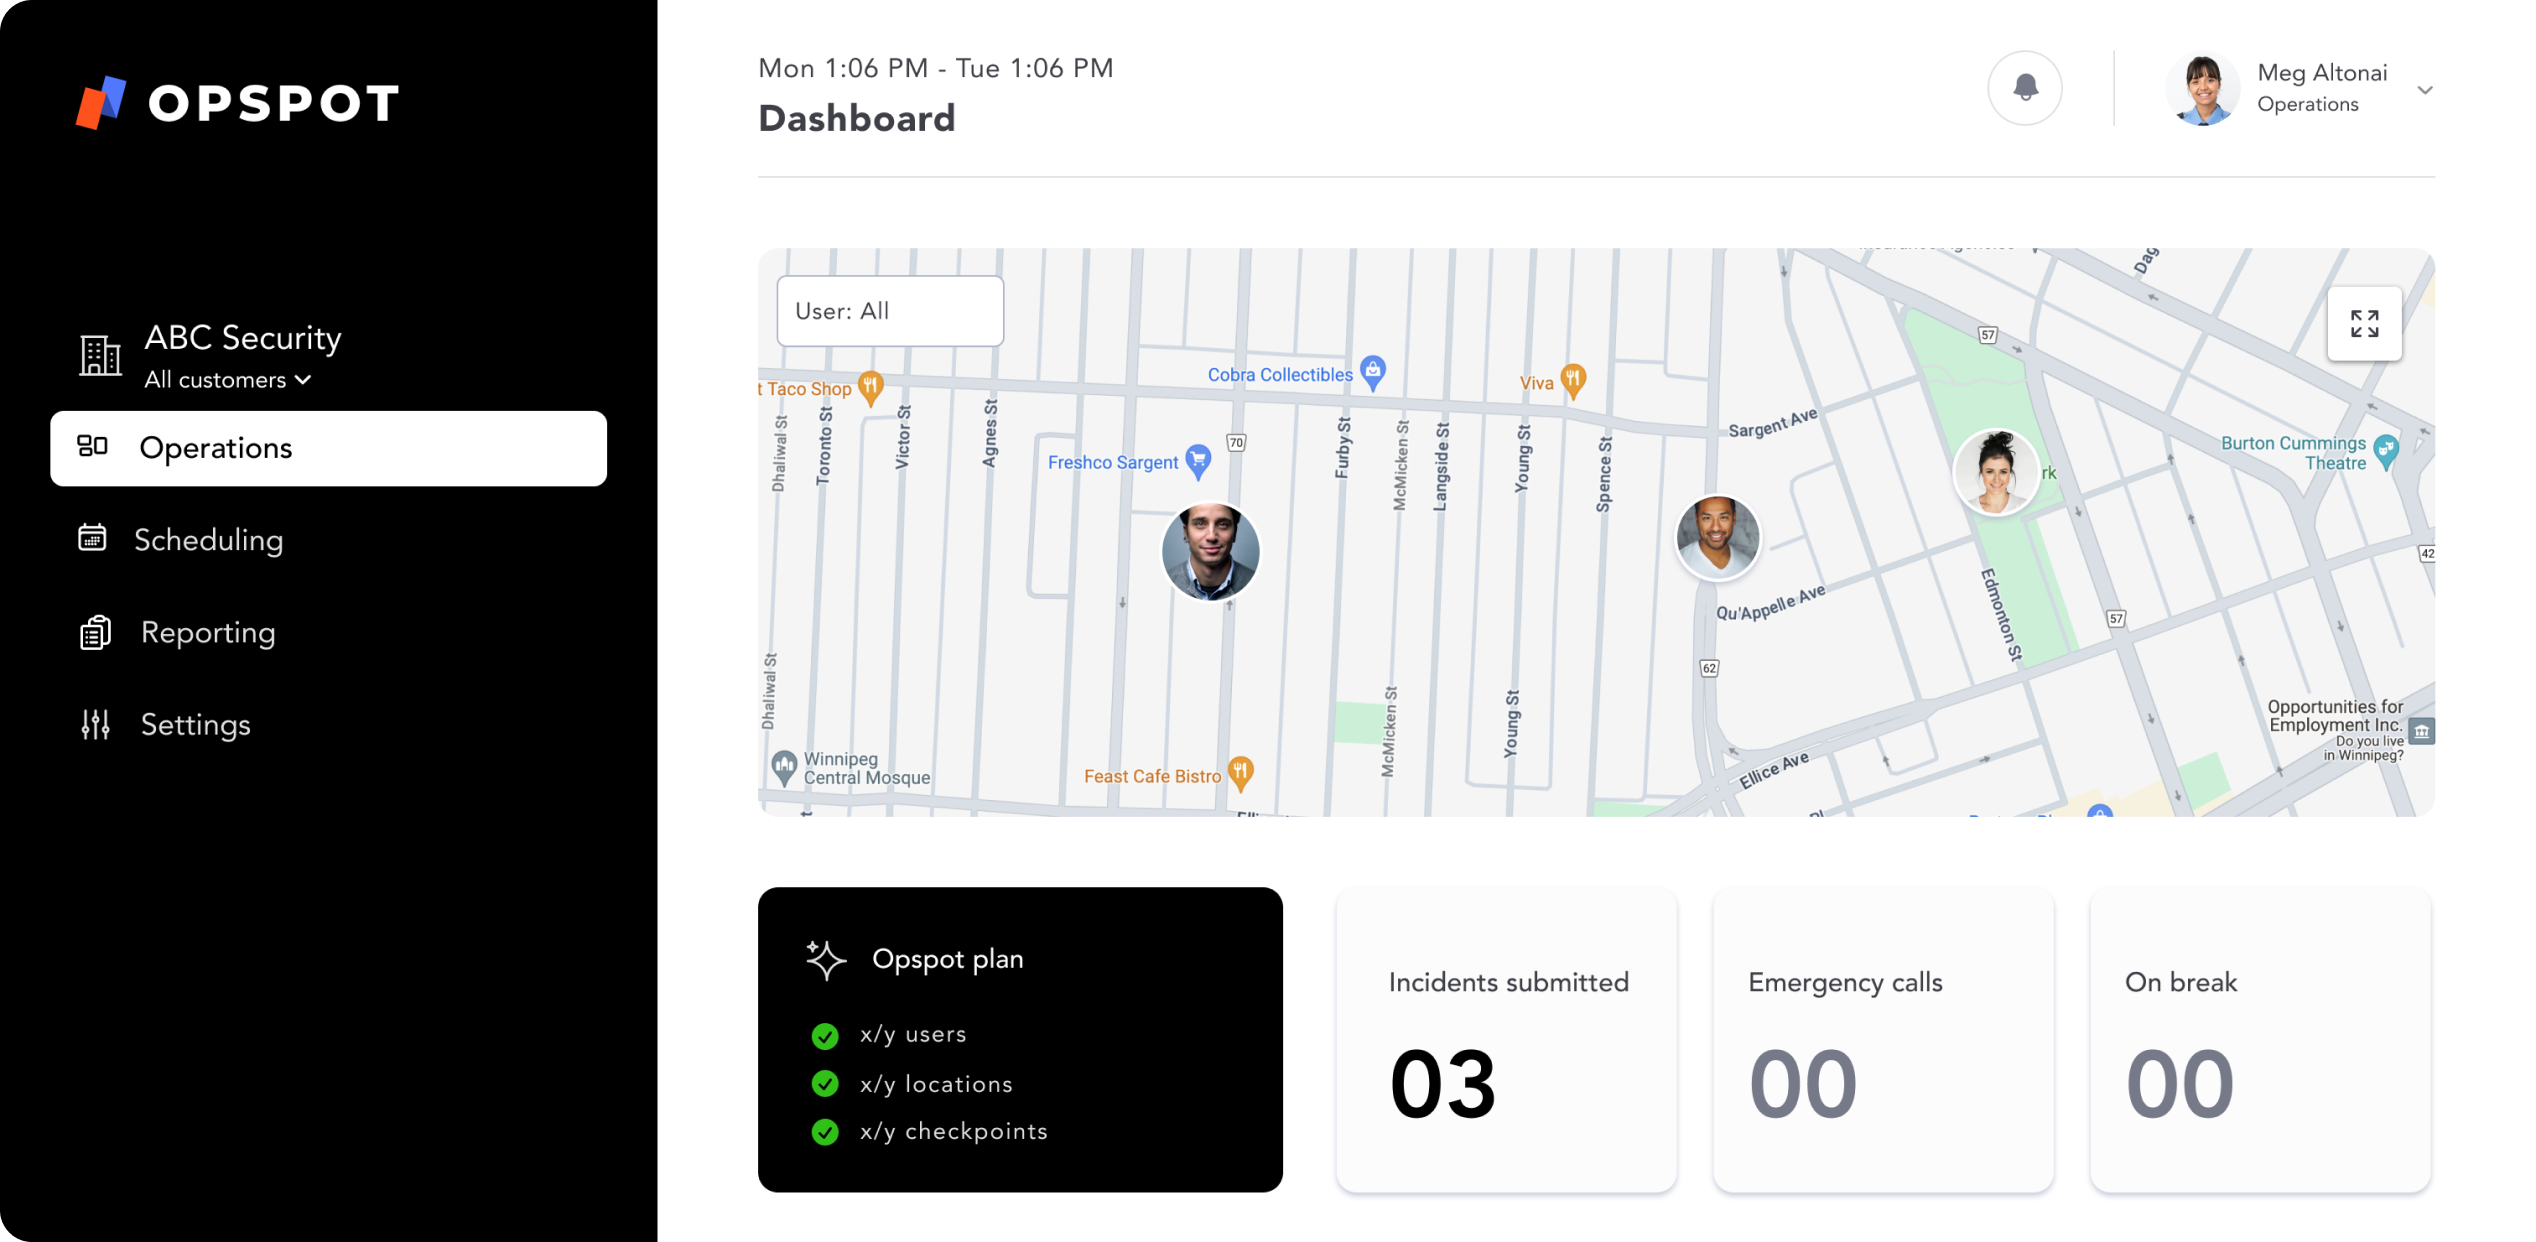 OPSPOT
ABC Security
All customers
Operations
Scheduling
Reporting
Settings
Mon 1:06 PM - Tue 1:06 PM
Dashboard
Meg Altonai
Operations
User: All
57
t Taco Shop
Cobra Collectibles
Viva
Sargent Ave
Dhaliwal St
Toronto St
Victor St
Agnes St
Freshco Sargent
70
Furby St
McMicken St
Langside St
Young St
Spence St
Burton Cummings
Theatre
rk
42
Qu'Appelle Ave
Edmonton St
57
62
Dhaliwal St
McMicken St
Young St
Opportunities for
Employment Inc.
Do you live
in Winnipeg?
Winnipeg
Central Mosque
Feast Cafe Bistro
Ellice Ave
Opspot plan
x/y users
x/y locations
x/y checkpoints
Incidents submitted
03
Emergency calls
00
On break
00